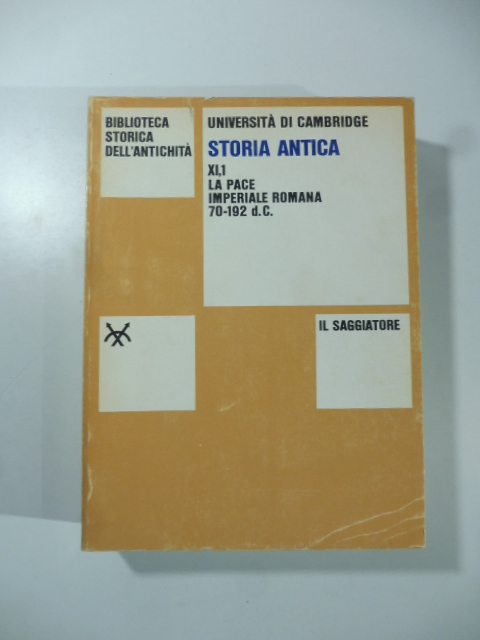 BIBLIOTECA
STORICA
DELL'ANTICHITÀ
UNIVERSITÀ DI CAMBRIDGE
STORIA ANTICA
XI,1
LA PACE
IMPERIALE ROMANA
70-192 d.C.
IL SAGGIATORE